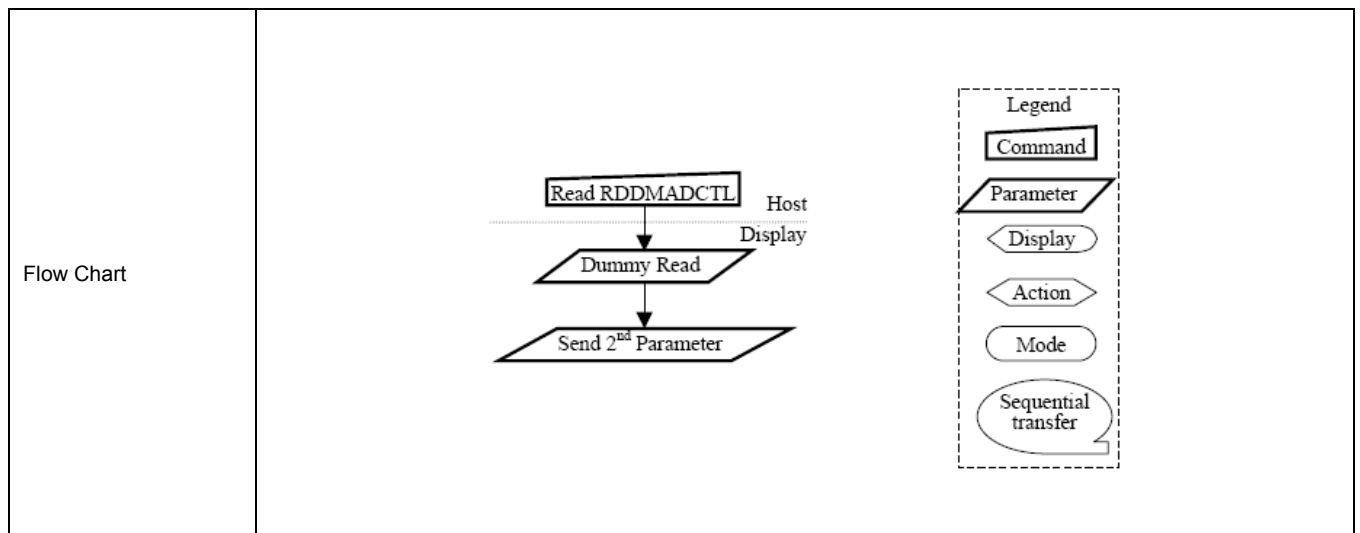 Flow Chart
Read RDDMADCTL
Host
Display
Dummy Read
Send 2nd Parameter
Legend
Command
Parameter
Display
Action
Mode
Sequential
transfer